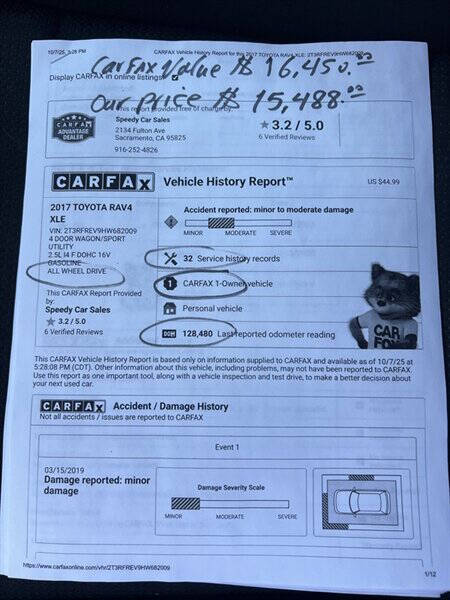 10/7/25, 5:28 PM CARFAX Vehicle History Report for this 2017 TOYOTA RAV4 XLE: 2T3RFREV9HW682009
CarFax Value $ 16,450.00
Display CARFAX in online listings
Our Price $ 15,488.00
This report provided free of charge by:
Speedy Car Sales
2134 Fulton Ave
Sacramento, CA 95825
916-252-4826
CARFAX
ADVANTAGE
DEALER
★ 3.2 / 5.0
6 Verified Reviews
CARFAX Vehicle History Report™
US $44.99
2017 TOYOTA RAV4
XLE
VIN: 2T3RFREV9HW682009
4 DOOR WAGON/SPORT
UTILITY
2.5L I4 F DOHC 16V
GASOLINE
ALL WHEEL DRIVE
This CARFAX Report Provided
by:
Speedy Car Sales
★ 3.2 / 5.0
6 Verified Reviews
Accident reported: minor to moderate damage
MINOR MODERATE SEVERE
32 Service history records
1 CARFAX 1-Owner vehicle
Personal vehicle
128,480 Last reported odometer reading
CAR
FOX
This CARFAX Vehicle History Report is based only on information supplied to CARFAX and available as of 10/7/25 at
5:28:08 PM (CDT). Other information about this vehicle, including problems, may not have been reported to CARFAX.
Use this report as one important tool, along with a vehicle inspection and test drive, to make a better decision about
your next used car.
CARFAX Accident / Damage History
Not all accidents / issues are reported to CARFAX
Event 1
03/15/2019
Damage reported: minor
damage
Damage Severity Scale
MINOR MODERATE SEVERE
https://www.carfaxonline.com/vhr/2T3RFREV9HW682009
1/12